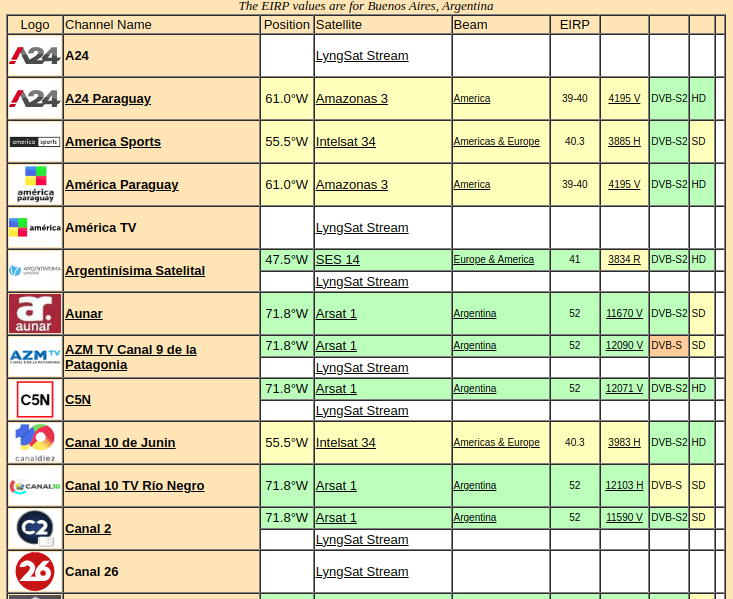 The EIRP values are for Buenos Aires, Argentina
Logo Channel Name Position Satellite Beam EIRP
A24 A24 LyngSat Stream
A24 A24 Paraguay 61.0°W Amazonas 3 America 39-40 4195 V DVB-S2 HD
america sports America Sports 55.5°W Intelsat 34 Americas & Europe 40.3 3885 H DVB-S2 SD
américa paraguay América Paraguay 61.0°W Amazonas 3 America 39-40 4195 V DVB-S2 HD
américa América TV LyngSat Stream
ARGENTINISIMA satelital Argentinísima Satelital 47.5°W SES 14 Europe & America 41 3834 R DVB-S2 HD
LyngSat Stream
ar. aunar Aunar 71.8°W Arsat 1 Argentina 52 11670 V DVB-S2 SD
AZM TV CANAL 9 DE LA PATAGONIA AZM TV Canal 9 de la Patagonia 71.8°W Arsat 1 Argentina 52 12090 V DVB-S SD
LyngSat Stream
C5N C5N 71.8°W Arsat 1 Argentina 52 12071 V DVB-S2 HD
LyngSat Stream
10 canaldiez Canal 10 de Junin 55.5°W Intelsat 34 Americas & Europe 40.3 3983 H DVB-S2 HD
CANAL10 Canal 10 TV Río Negro 71.8°W Arsat 1 Argentina 52 12103 H DVB-S SD
C2 Canal 2 71.8°W Arsat 1 Argentina 52 11590 V DVB-S2 SD
LyngSat Stream
26 Canal 26 LyngSat Stream